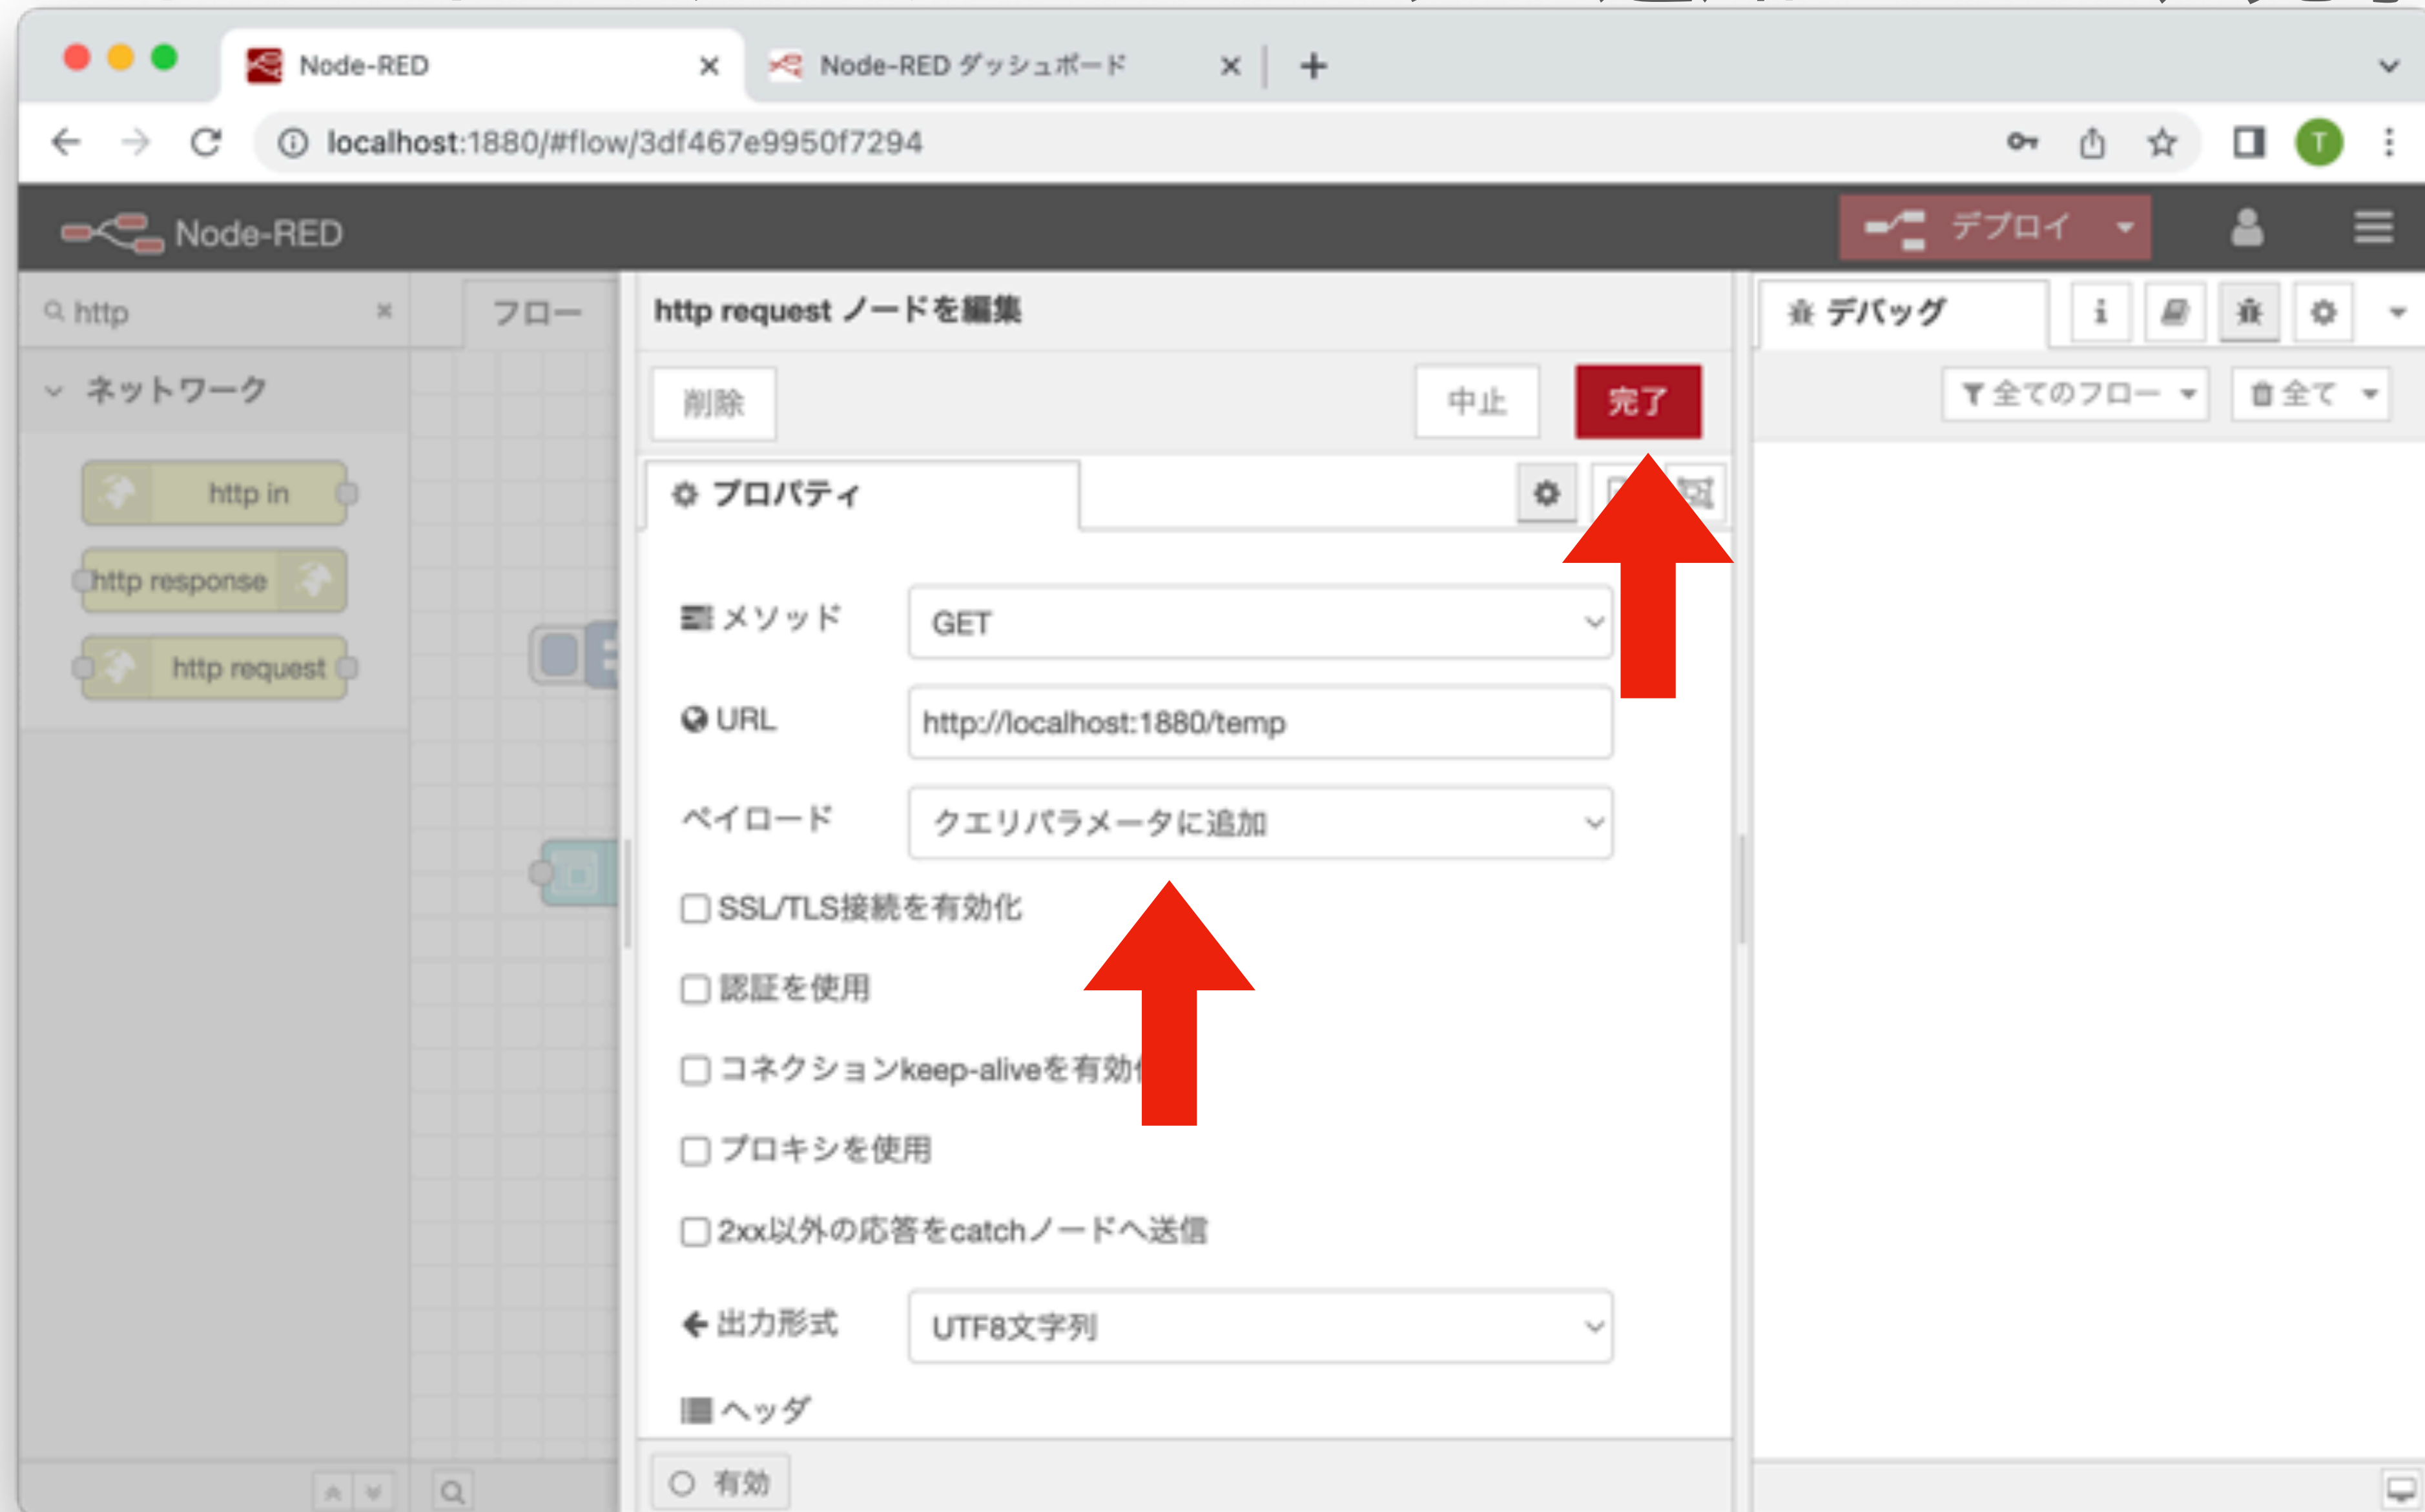 Node-RED
Node-RED ダッシュボード
localhost:1880/#flow/3df467e9950f7294
T
Node-RED
デプロイ
http
フロー
http request ノードを編集
デバッグ
ネットワーク
削除
中止
完了
全てのフロー
全て
http in
プロパティ
http response
メソッド
GET
http request
URL
http://localhost:1880/temp
ペイロード
クエリパラメータに追加
SSL/TLS接続を有効化
認証を使用
コネクションkeep-aliveを有効
プロキシを使用
2xx以外の応答をcatchノードへ送信
出力形式
UTF8文字列
ヘッダ
有効